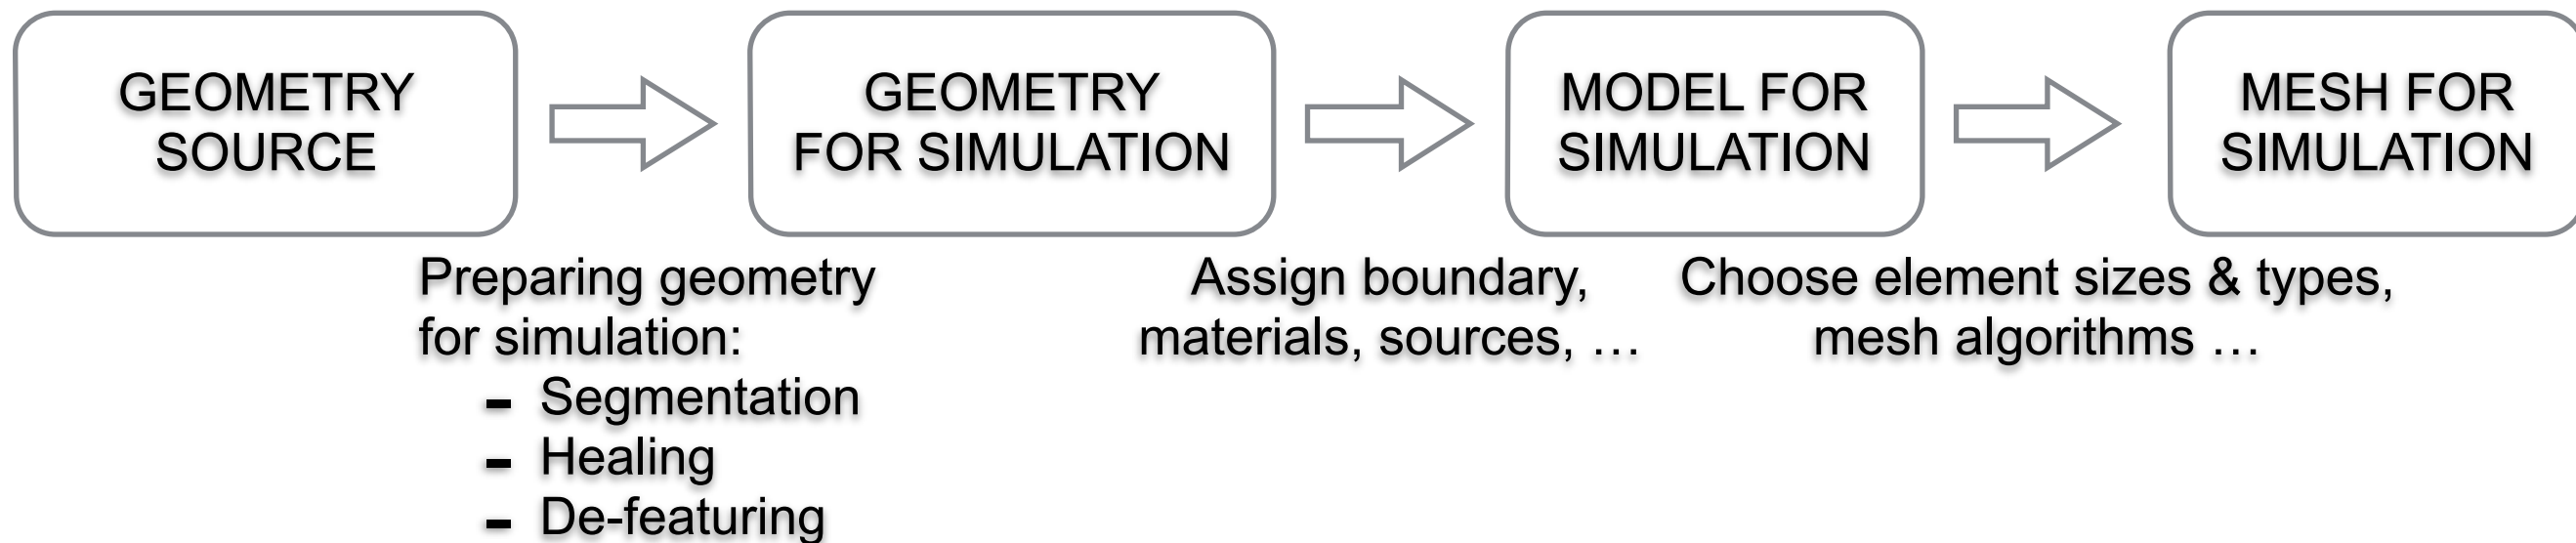 GEOMETRY
SOURCE
GEOMETRY
FOR SIMULATION
MODEL FOR
SIMULATION
MESH FOR
SIMULATION
Preparing geometry
for simulation:
- Segmentation
- Healing
- De-featuring
Assign boundary,
materials, sources, …
Choose element sizes & types,
mesh algorithms …